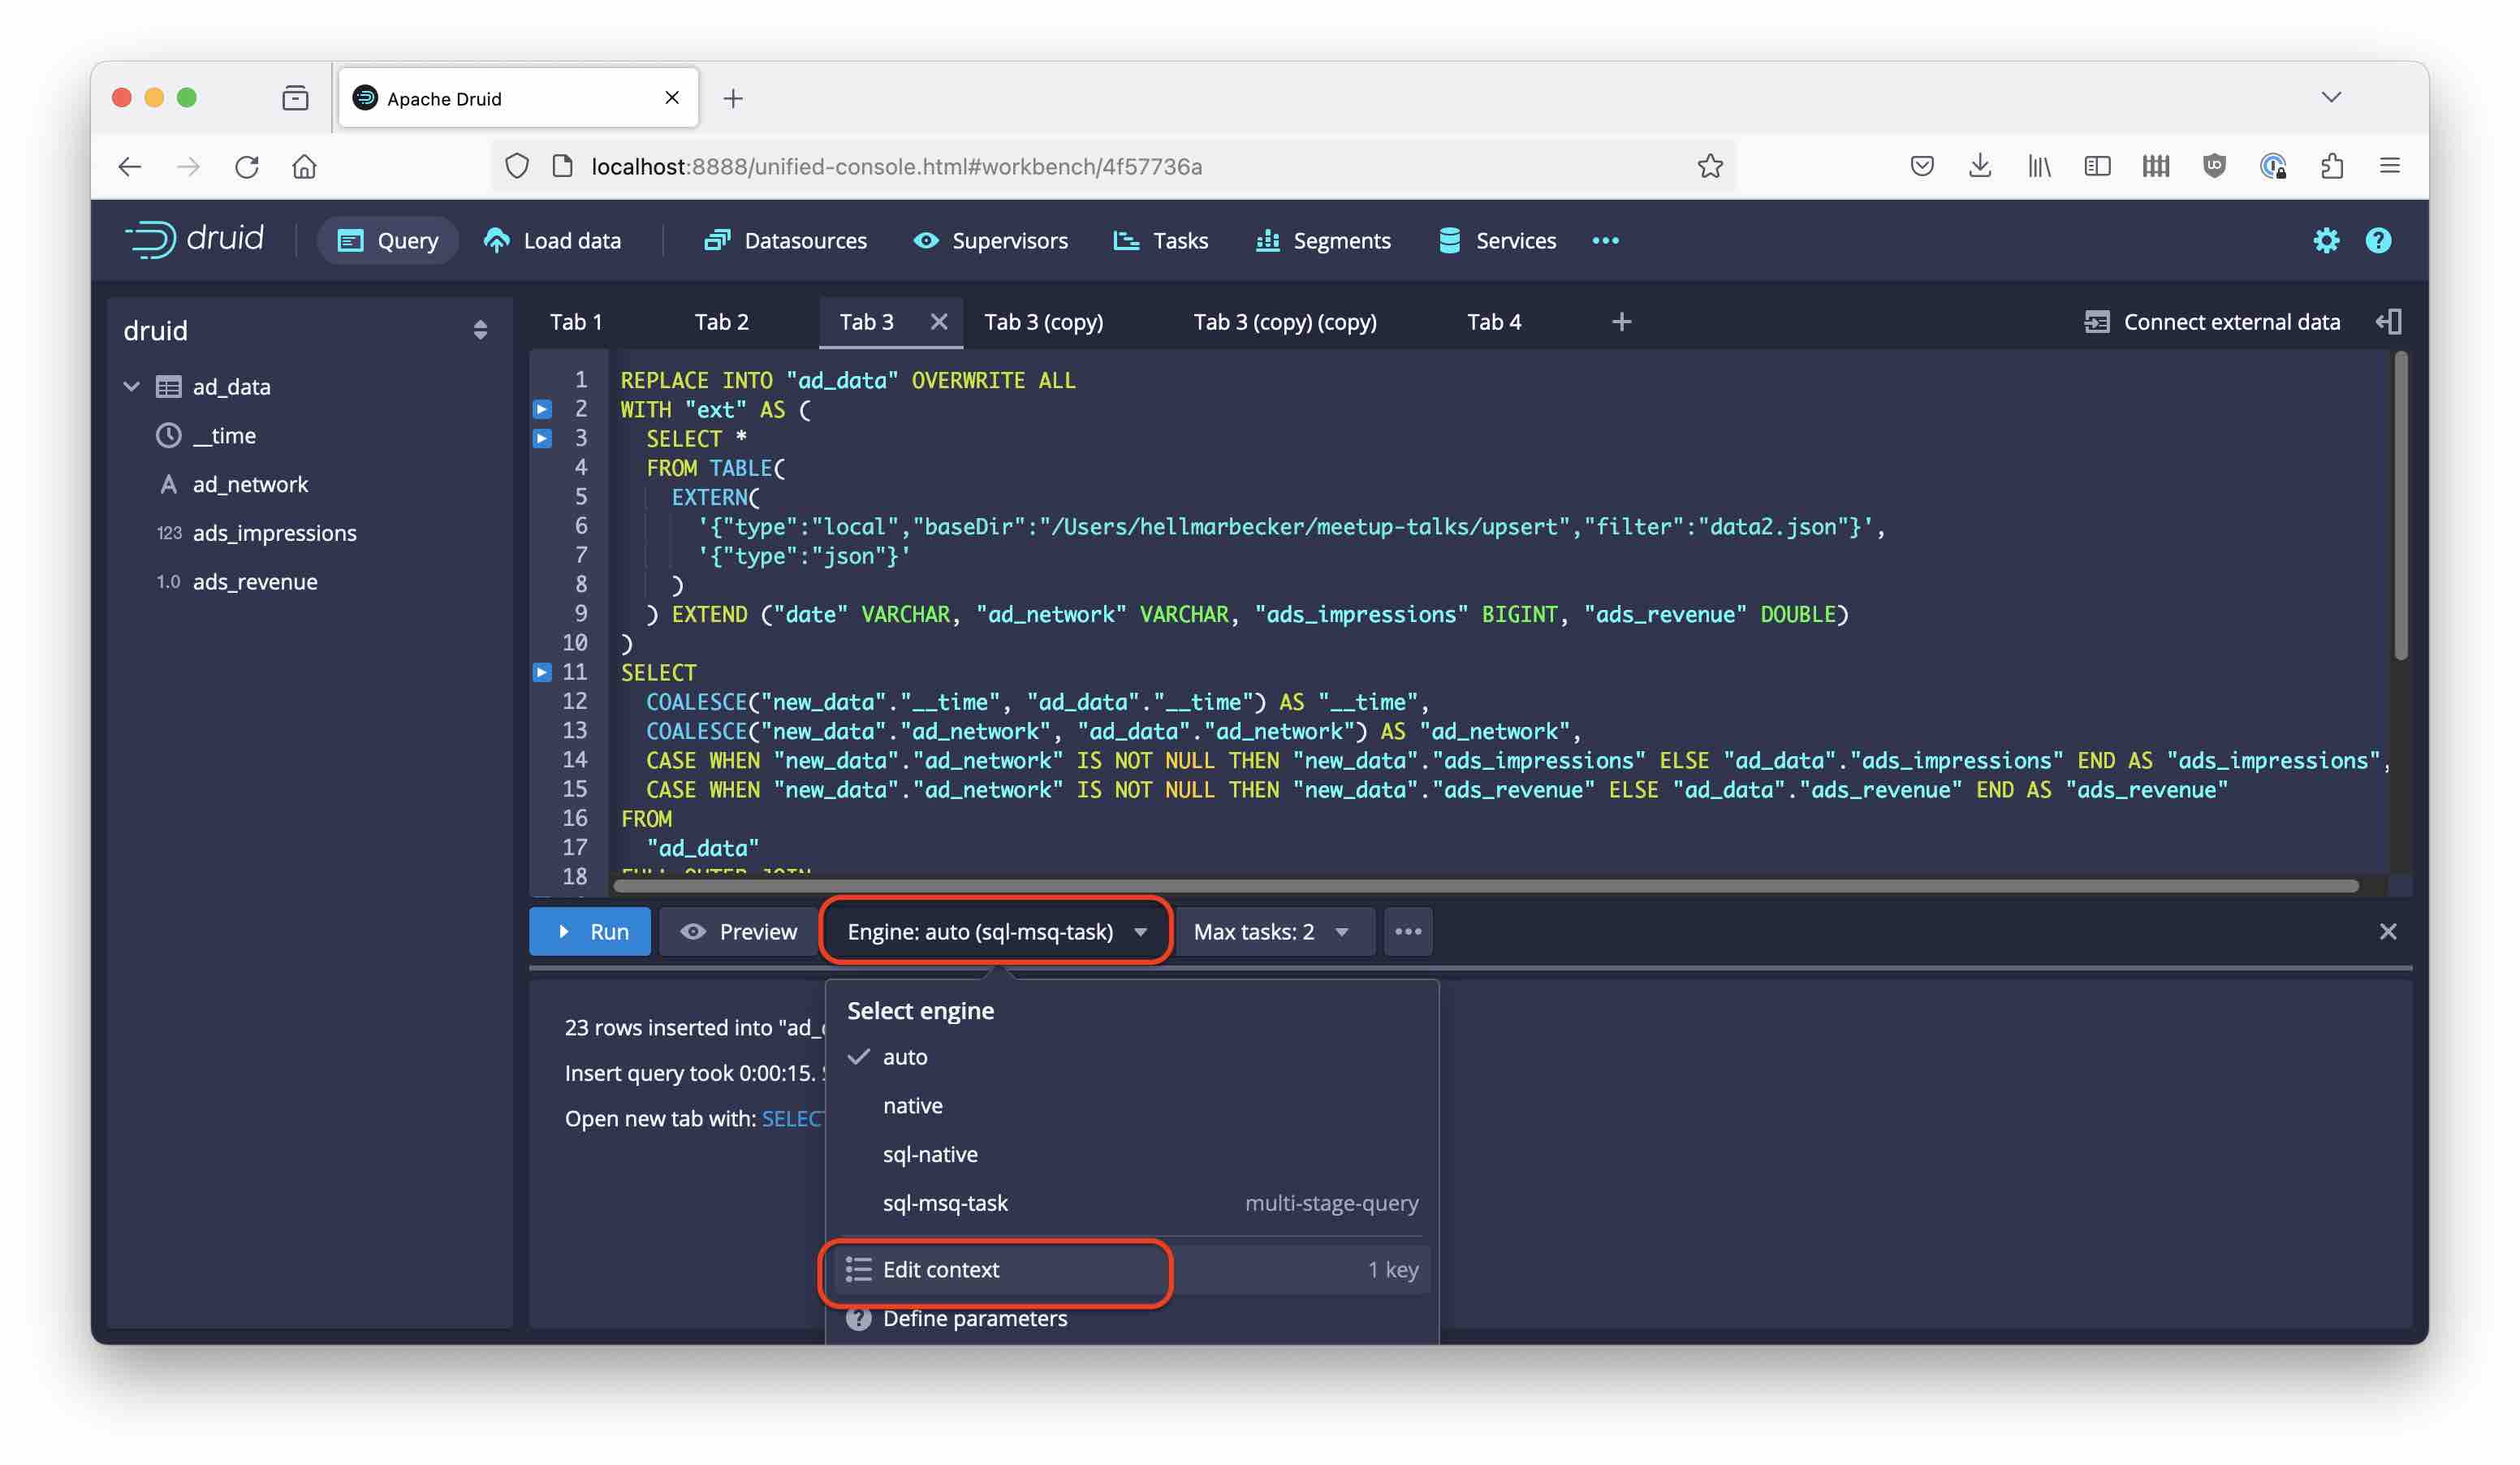 Apache Druid
localhost:8888/unified-console.html#workbench/4f57736a
druid
Query
Load data
Datasources
Supervisors
Tasks
Segments
Services
druid
ad_data
__time
A ad_network
123 ads_impressions
1.0 ads_revenue
Tab 1
Tab 2
Tab 3
Tab 3 (copy)
Tab 3 (copy) (copy)
Tab 4
Connect external data
1 REPLACE INTO "ad_data" OVERWRITE ALL
2 WITH "ext" AS (
3 SELECT *
4 FROM TABLE(
5 EXTERN(
6 '{"type":"local","baseDir":"/Users/hellmarbecker/meetup-talks/upsert","filter":"data2.json"}',
7 '{"type":"json"}'
8 )
9 ) EXTEND ("date" VARCHAR, "ad_network" VARCHAR, "ads_impressions" BIGINT, "ads_revenue" DOUBLE)
10 )
11 SELECT
12 COALESCE("new_data"."__time", "ad_data"."__time") AS "__time",
13 COALESCE("new_data"."ad_network", "ad_data"."ad_network") AS "ad_network",
14 CASE WHEN "new_data"."ad_network" IS NOT NULL THEN "new_data"."ads_impressions" ELSE "ad_data"."ads_impressions" END AS "ads_impressions",
15 CASE WHEN "new_data"."ad_network" IS NOT NULL THEN "new_data"."ads_revenue" ELSE "ad_data"."ads_revenue" END AS "ads_revenue"
16 FROM
17 "ad_data"
18 FULL OUTER JOIN
Run
Preview
Engine: auto (sql-msq-task)
Max tasks: 2
23 rows inserted into "ad_
Insert query took 0:00:15.
Open new tab with: SELECT
Select engine
auto
native
sql-native
sql-msq-task multi-stage-query
Edit context 1 key
Define parameters